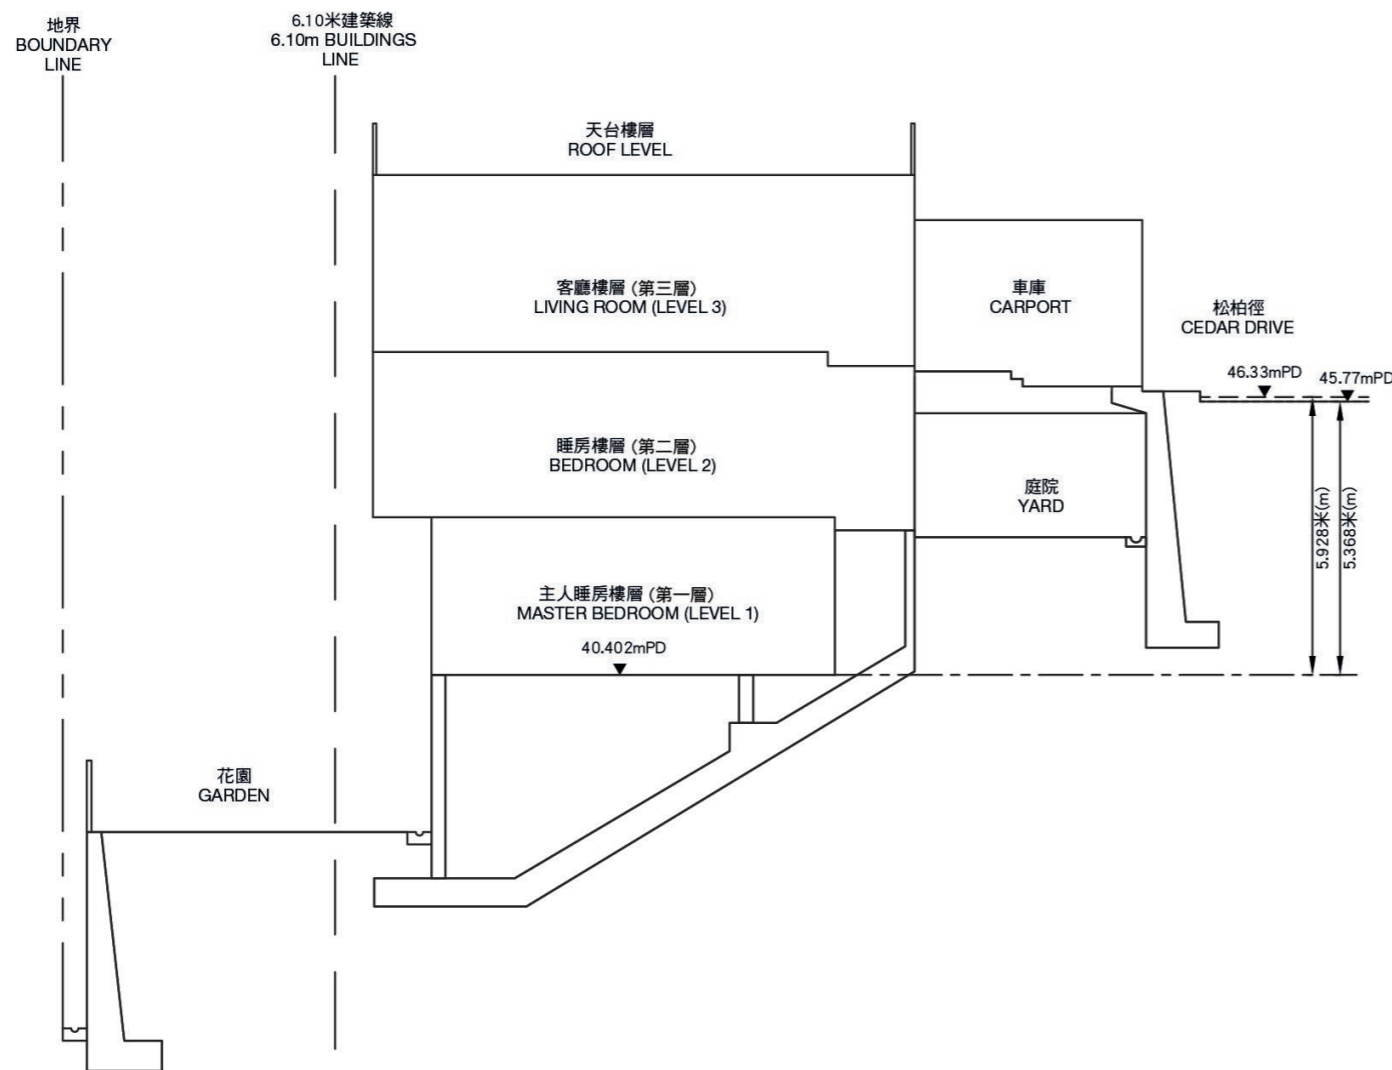 地界
BOUNDARY
LINE
6.10米建築線
6.10m BUILDINGS
LINE
天台樓層
ROOF LEVEL
客廳樓層 (第三層)
LIVING ROOM (LEVEL 3)
車庫
CARPORT
松柏徑
CEDAR DRIVE
46.33mPD
45.77mPD
睡房樓層 (第二層)
BEDROOM (LEVEL 2)
庭院
YARD
5.928米(m)
5.368米(m)
主人睡房樓層 (第一層)
MASTER BEDROOM (LEVEL 1)
40.402mPD
花園
GARDEN